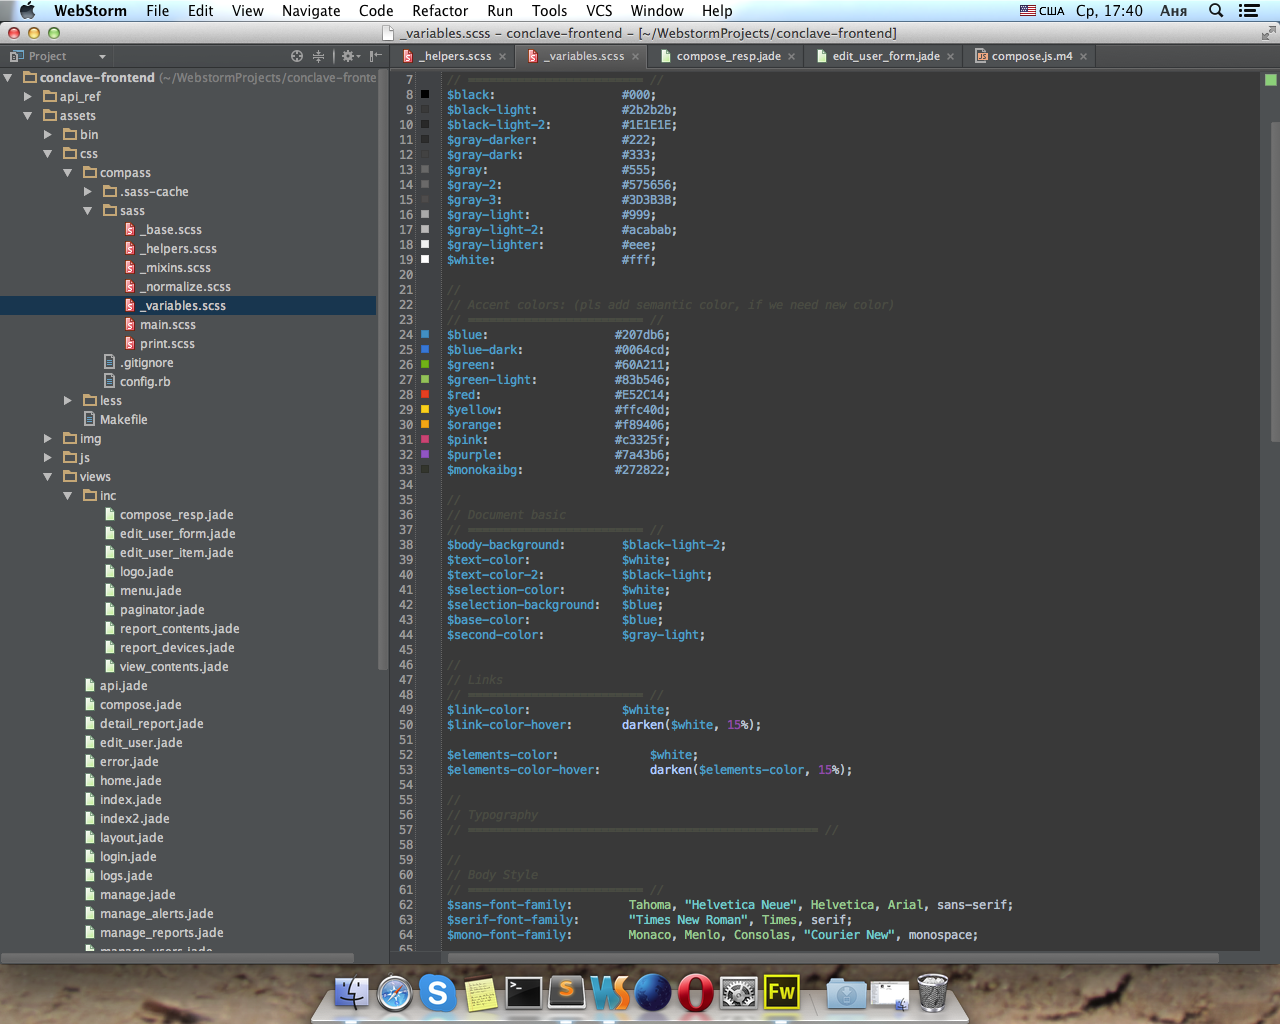 WebStorm File Edit View Navigate Code Refactor Run Tools VCS Window Help США Ср, 17:40 Аня
_variables.scss – conclave-frontend – [~/WebstormProjects/conclave-frontend]
Project
_helpers.scss _variables.scss compose_resp.jade edit_user_form.jade compose.js.m4
conclave-frontend (~/WebstormProjects/conclave-fronte
api_ref
assets
bin
css
compass
.sass-cache
sass
_base.scss
_helpers.scss
_mixins.scss
_normalize.scss
_variables.scss
main.scss
print.scss
.gitignore
config.rb
less
Makefile
img
js
views
inc
compose_resp.jade
edit_user_form.jade
edit_user_item.jade
logo.jade
menu.jade
paginator.jade
report_contents.jade
report_devices.jade
view_contents.jade
api.jade
compose.jade
detail_report.jade
edit_user.jade
error.jade
home.jade
index.jade
index2.jade
layout.jade
login.jade
logs.jade
manage.jade
manage_alerts.jade
manage_reports.jade
manage_users.jade
7 // ========================= //
8 $black: #000;
9 $black-light: #2b2b2b;
10 $black-light-2: #1E1E1E;
11 $gray-darker: #222;
12 $gray-dark: #333;
13 $gray: #555;
14 $gray-2: #575656;
15 $gray-3: #3D3B3B;
16 $gray-light: #999;
17 $gray-light-2: #acabab;
18 $gray-lighter: #eee;
19 $white: #fff;
20
21 //
22 // Accent colors: (pls add semantic color, if we need new color)
23 // ========================= //
24 $blue: #207db6;
25 $blue-dark: #0064cd;
26 $green: #60A211;
27 $green-light: #83b546;
28 $red: #E52C14;
29 $yellow: #ffc40d;
30 $orange: #f89406;
31 $pink: #c3325f;
32 $purple: #7a43b6;
33 $monokaibg: #272822;
34
35 //
36 // Document basic
37 // ========================= //
38 $body-background: $black-light-2;
39 $text-color: $white;
40 $text-color-2: $black-light;
41 $selection-color: $white;
42 $selection-background: $blue;
43 $base-color: $blue;
44 $second-color: $gray-light;
45
46 //
47 // Links
48 // ========================= //
49 $link-color: $white;
50 $link-color-hover: darken($white, 15%);
51
52 $elements-color: $white;
53 $elements-color-hover: darken($elements-color, 15%);
54
55 //
56 // Typography
57 // ================================================== //
58
59 //
60 // Body Style
61 // ========================= //
62 $sans-font-family: Tahoma, "Helvetica Neue", Helvetica, Arial, sans-serif;
63 $serif-font-family: "Times New Roman", Times, serif;
64 $mono-font-family: Monaco, Menlo, Consolas, "Courier New", monospace;
65
S S WS Fw